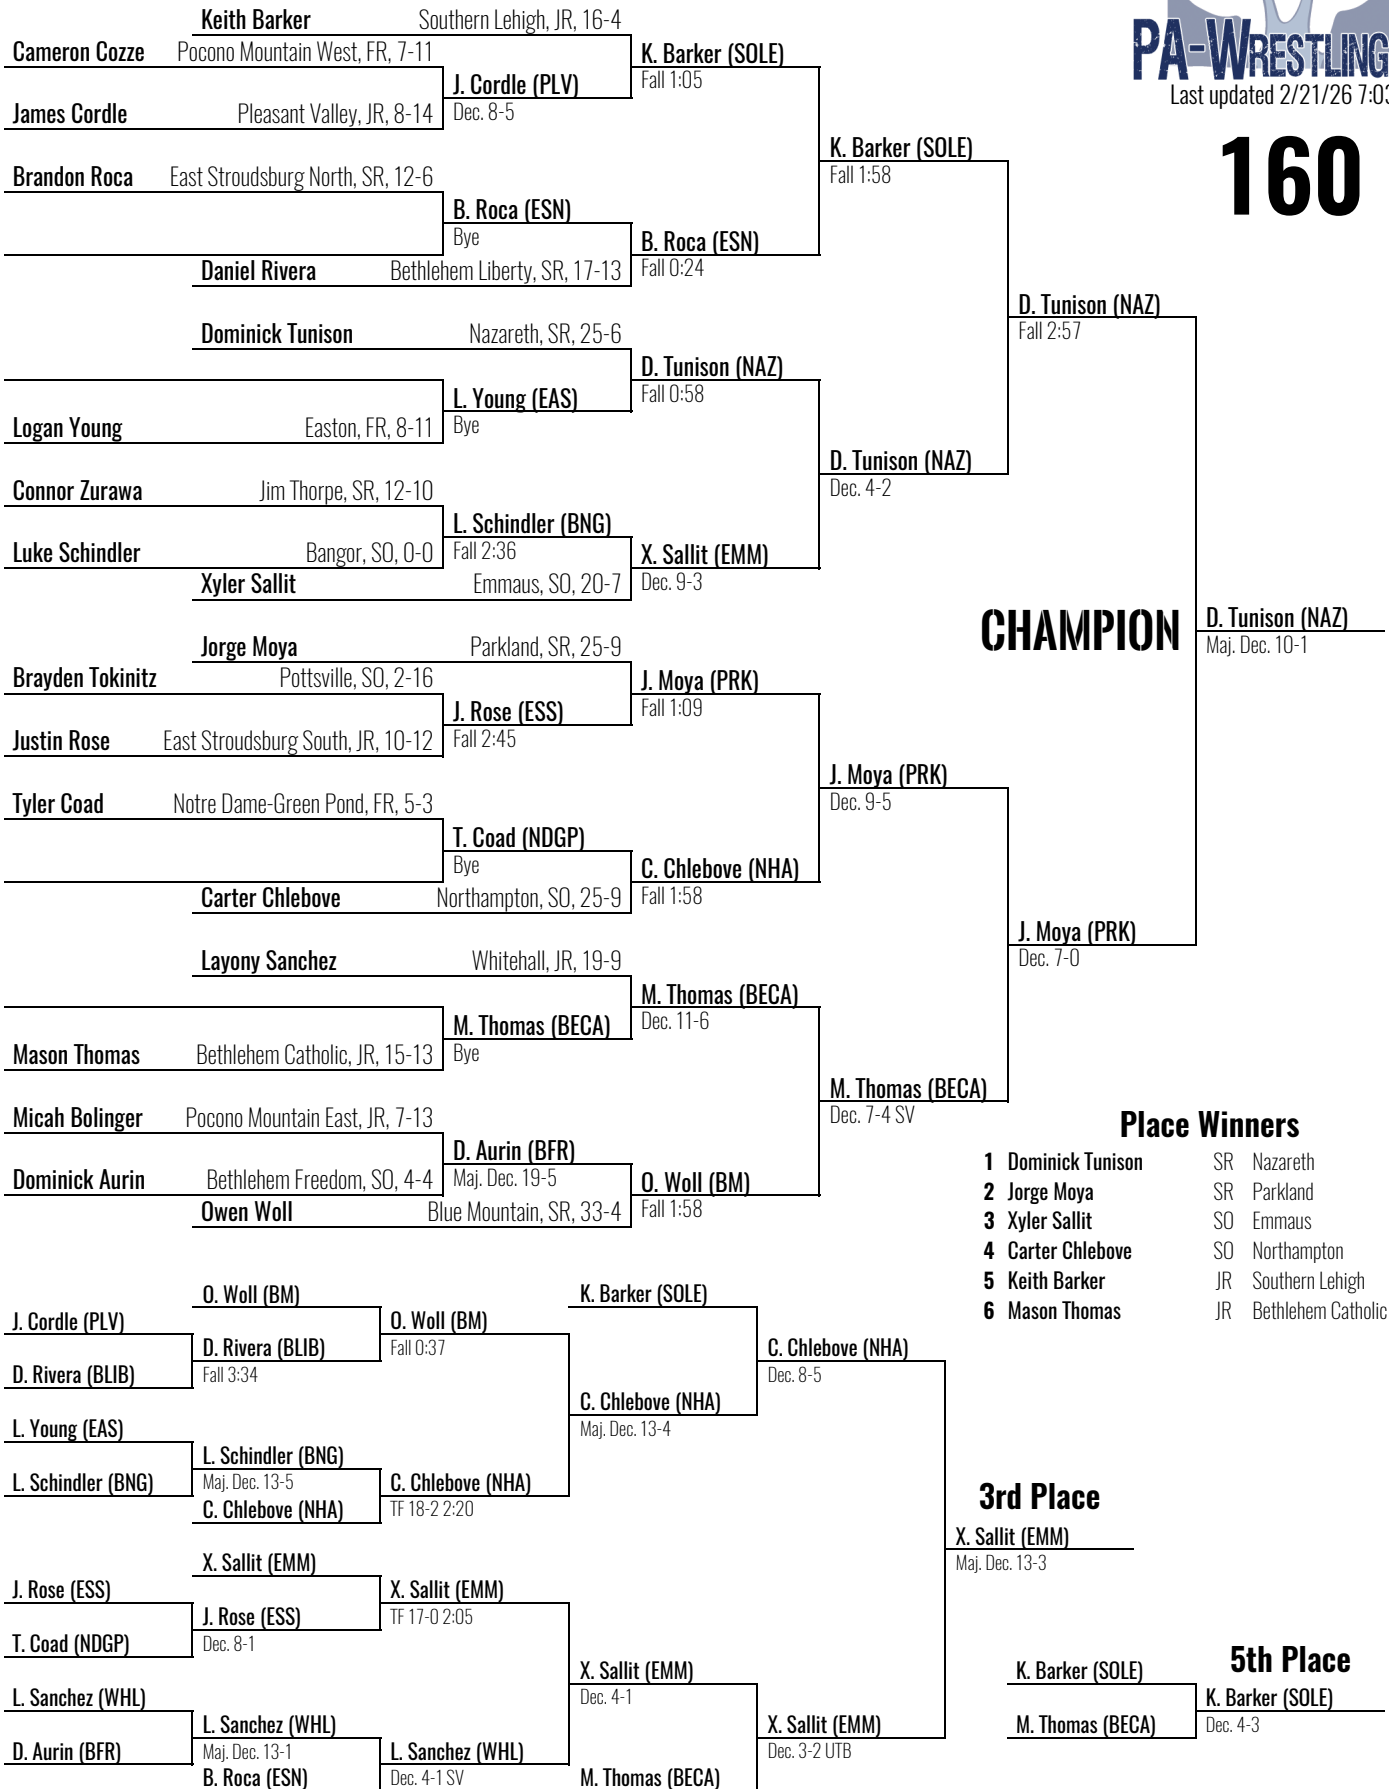 PA-WRESTLING
Last updated 2/21/26 7:03
160
Keith Barker Southern Lehigh, JR, 16-4
Cameron Cozze Pocono Mountain West, FR, 7-11
K. Barker (SOLE)
Fall 1:05
J. Cordle (PLV)
Dec. 8-5
James Cordle Pleasant Valley, JR, 8-14
K. Barker (SOLE)
Fall 1:58
Brandon Roca East Stroudsburg North, SR, 12-6
B. Roca (ESN)
Bye
B. Roca (ESN)
Fall 0:24
Daniel Rivera Bethlehem Liberty, SR, 17-13
D. Tunison (NAZ)
Fall 2:57
Dominick Tunison Nazareth, SR, 25-6
D. Tunison (NAZ)
Fall 0:58
L. Young (EAS)
Bye
Logan Young Easton, FR, 8-11
D. Tunison (NAZ)
Dec. 4-2
Connor Zurawa Jim Thorpe, SR, 12-10
L. Schindler (BNG)
Fall 2:36
Luke Schindler Bangor, SO, 0-0
X. Sallit (EMM)
Dec. 9-3
Xyler Sallit Emmaus, SO, 20-7
CHAMPION
D. Tunison (NAZ)
Maj. Dec. 10-1
Jorge Moya Parkland, SR, 25-9
Brayden Tokinitz Pottsville, SO, 2-16
J. Moya (PRK)
Fall 1:09
J. Rose (ESS)
Fall 2:45
Justin Rose East Stroudsburg South, JR, 10-12
J. Moya (PRK)
Dec. 9-5
Tyler Coad Notre Dame-Green Pond, FR, 5-3
T. Coad (NDGP)
Bye
C. Chlebove (NHA)
Fall 1:58
Carter Chlebove Northampton, SO, 25-9
J. Moya (PRK)
Dec. 7-0
Layony Sanchez Whitehall, JR, 19-9
M. Thomas (BECA)
Dec. 11-6
M. Thomas (BECA)
Bye
Mason Thomas Bethlehem Catholic, JR, 15-13
M. Thomas (BECA)
Dec. 7-4 SV
Micah Bolinger Pocono Mountain East, JR, 7-13
D. Aurin (BFR)
Maj. Dec. 19-5
Dominick Aurin Bethlehem Freedom, SO, 4-4
O. Woll (BM)
Fall 1:58
Owen Woll Blue Mountain, SR, 33-4
Place Winners
1 Dominick Tunison SR Nazareth
2 Jorge Moya SR Parkland
3 Xyler Sallit SO Emmaus
4 Carter Chlebove SO Northampton
5 Keith Barker JR Southern Lehigh
6 Mason Thomas JR Bethlehem Catholic
O. Woll (BM)
K. Barker (SOLE)
J. Cordle (PLV)
O. Woll (BM)
Fall 0:37
D. Rivera (BLIB)
Fall 3:34
D. Rivera (BLIB)
C. Chlebove (NHA)
Dec. 8-5
C. Chlebove (NHA)
Maj. Dec. 13-4
L. Young (EAS)
L. Schindler (BNG)
Maj. Dec. 13-5
L. Schindler (BNG)
C. Chlebove (NHA)
TF 18-2 2:20
C. Chlebove (NHA)
3rd Place
X. Sallit (EMM)
Maj. Dec. 13-3
X. Sallit (EMM)
J. Rose (ESS)
X. Sallit (EMM)
TF 17-0 2:05
J. Rose (ESS)
Dec. 8-1
T. Coad (NDGP)
X. Sallit (EMM)
Dec. 4-1
L. Sanchez (WHL)
L. Sanchez (WHL)
Maj. Dec. 13-1
D. Aurin (BFR)
L. Sanchez (WHL)
Dec. 4-1 SV
B. Roca (ESN)
X. Sallit (EMM)
Dec. 3-2 UTB
M. Thomas (BECA)
5th Place
K. Barker (SOLE)
K. Barker (SOLE)
Dec. 4-3
M. Thomas (BECA)